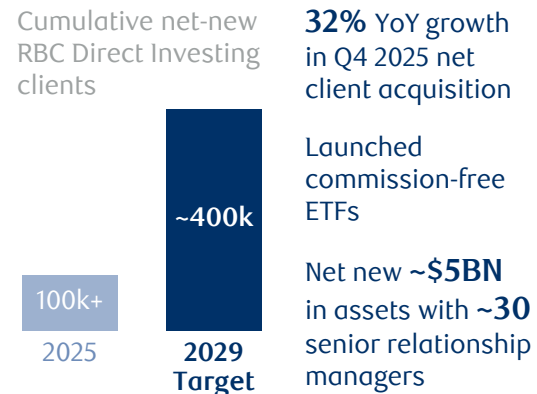 Cumulative net-new
RBC Direct Investing
clients
~400k
100k+
2025
2029
Target
32% YoY growth
in Q4 2025 net
client acquisition
Launched
commission-free
ETFs
Net new ~$5BN
in assets with ~30
senior relationship
managers